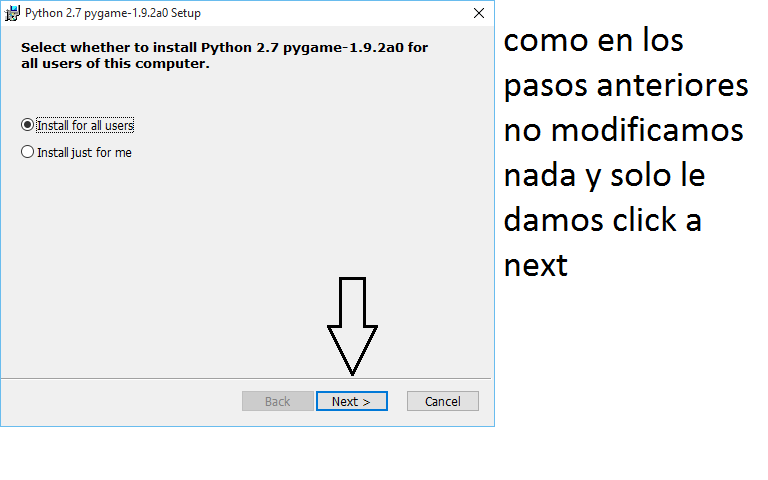 Python 2.7 pygame-1.9.2a0 Setup
Select whether to install Python 2.7 pygame-1.9.2a0 for
all users of this computer.
Install for all users
Install just for me
Back
Next >
Cancel
como en los
pasos anteriores
no modificamos
nada y solo le
damos click a
next